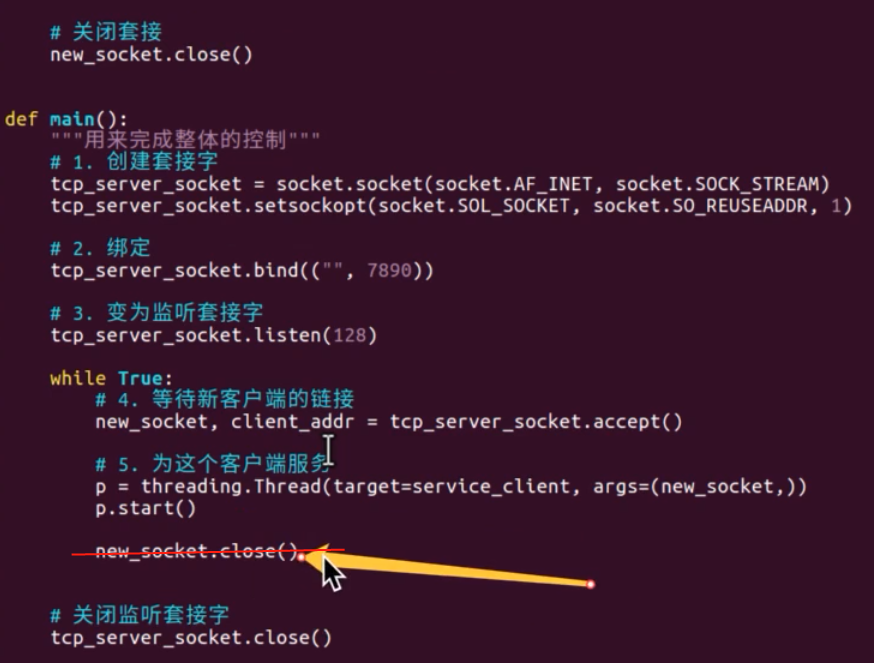 # 关闭套接
new_socket.close()
def main():
"""用来完成整体的控制"""
# 1. 创建套接字
tcp_server_socket = socket.socket(socket.AF_INET, socket.SOCK_STREAM)
tcp_server_socket.setsockopt(socket.SOL_SOCKET, socket.SO_REUSEADDR, 1)
# 2. 绑定
tcp_server_socket.bind(("", 7890))
# 3. 变为监听套接字
tcp_server_socket.listen(128)
while True:
# 4. 等待新客户端的链接
new_socket, client_addr = tcp_server_socket.accept()
# 5. 为这个客户端服务
p = threading.Thread(target=service_client, args=(new_socket,))
p.start()
new_socket.close()
# 关闭监听套接字
tcp_server_socket.close()